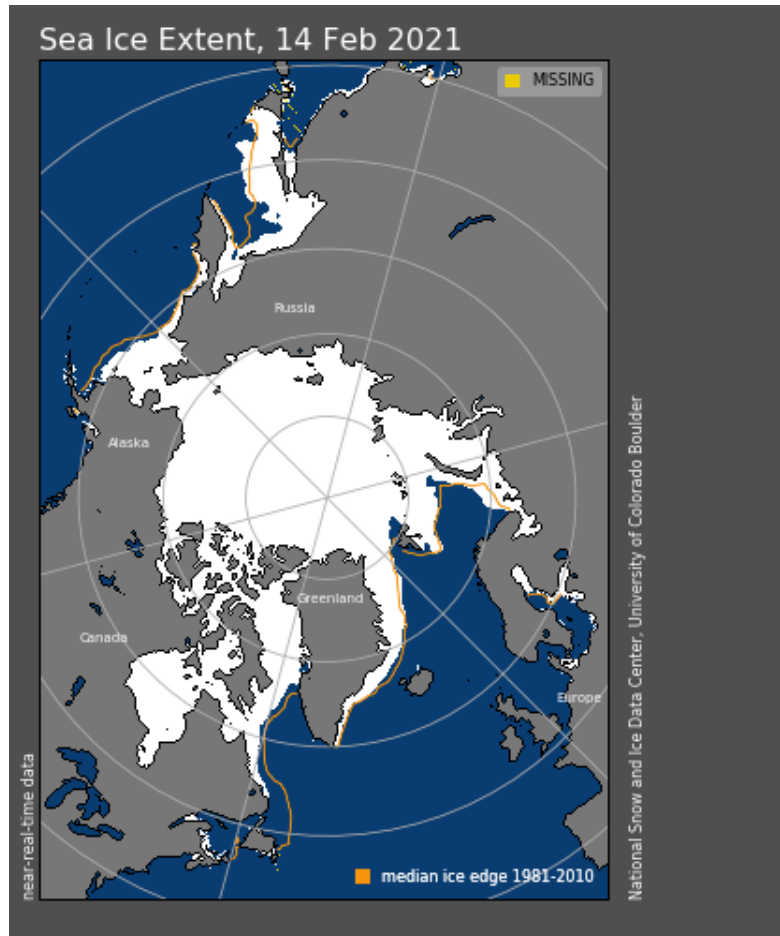 Sea Ice Extent, 14 Feb 2021
MISSING
Russia
Alaska
Greenland
Canada
Europe
median ice edge 1981-2010
near-real-time data
National Snow and Ice Data Center, University of Colorado Boulder